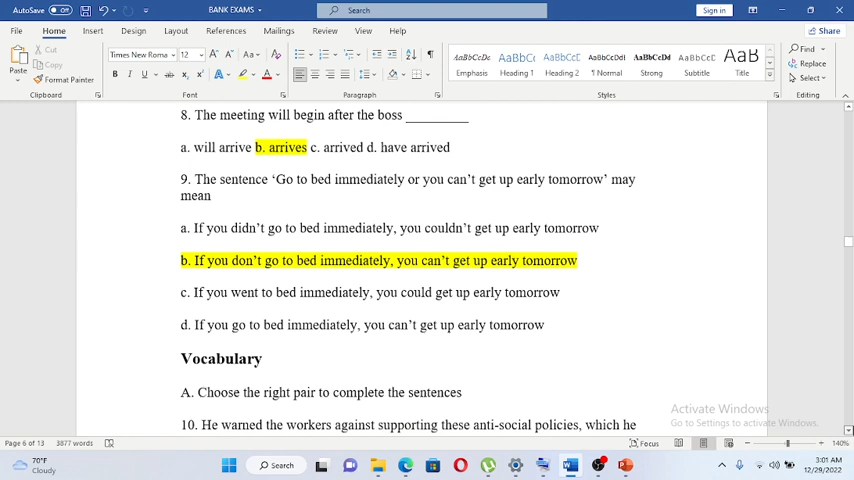 AutoSave Off BANK EXAMS Search Sign in
File Home Insert Draw Design Layout References Mailings Review View Help Share
Paste Cut Copy Format Painter
Times New Roma 12
Emphasis Heading 1 Heading 2 ¶ Normal Strong Subtitle Title
Find Replace Select
Clipboard Font Paragraph Styles Editing
8. The meeting will begin after the boss _________
a. will arrive b. arrives c. arrived d. have arrived
9. The sentence ‘Go to bed immediately or you can’t get up early tomorrow’ may
mean
a. If you didn’t go to bed immediately, you couldn’t get up early tomorrow
b. If you don’t go to bed immediately, you can’t get up early tomorrow
c. If you went to bed immediately, you could get up early tomorrow
d. If you go to bed immediately, you can’t get up early tomorrow
Vocabulary
A. Choose the right pair to complete the sentences
10. He warned the workers against supporting these anti-social policies, which he
Activate Windows
Go to Settings to activate Windows.
Page 6 of 13 3877 words Focus 140%
70°F
Cloudy
Search
3:01 AM
12/29/2022